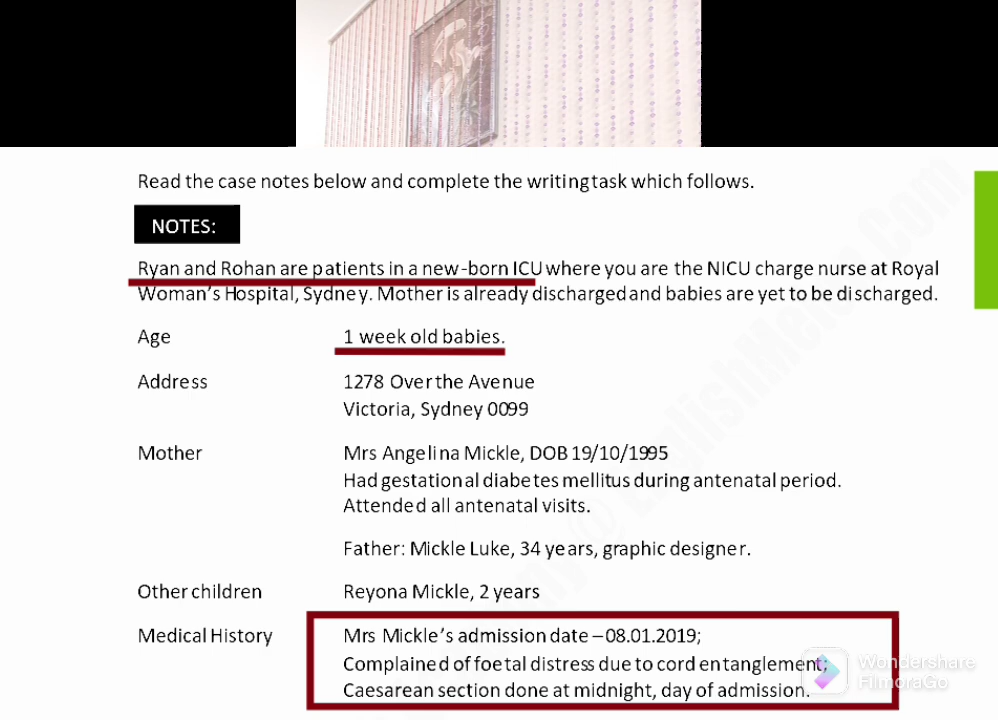 Read the case notes below and complete the writing task which follows.
NOTES:
Ryan and Rohan are patients in a new-born ICU where you are the NICU charge nurse at Royal
Woman's Hospital, Sydney. Mother is already discharged and babies are yet to be discharged.
Age 1 week old babies.
Address 1278 Over the Avenue
Victoria, Sydney 0099
Mother Mrs Angelina Mickle, DOB 19/10/1995
Had gestational diabetes mellitus during antenatal period.
Attended all antenatal visits.
Father: Mickle Luke, 34 years, graphic designer.
Other children Reyona Mickle, 2 years
Medical History Mrs Mickle's admission date – 08.01.2019;
Complained of foetal distress due to cord entanglement;
Caesarean section done at midnight, day of admission.
Wondershare
FilmoraGo